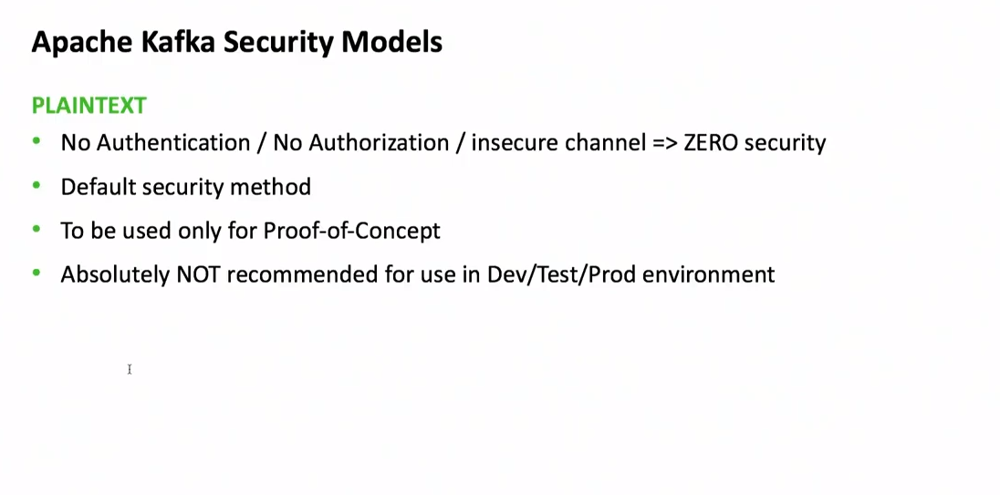 Apache Kafka Security Models
PLAINTEXT
• No Authentication / No Authorization / insecure channel => ZERO security
• Default security method
• To be used only for Proof-of-Concept
• Absolutely NOT recommended for use in Dev/Test/Prod environment